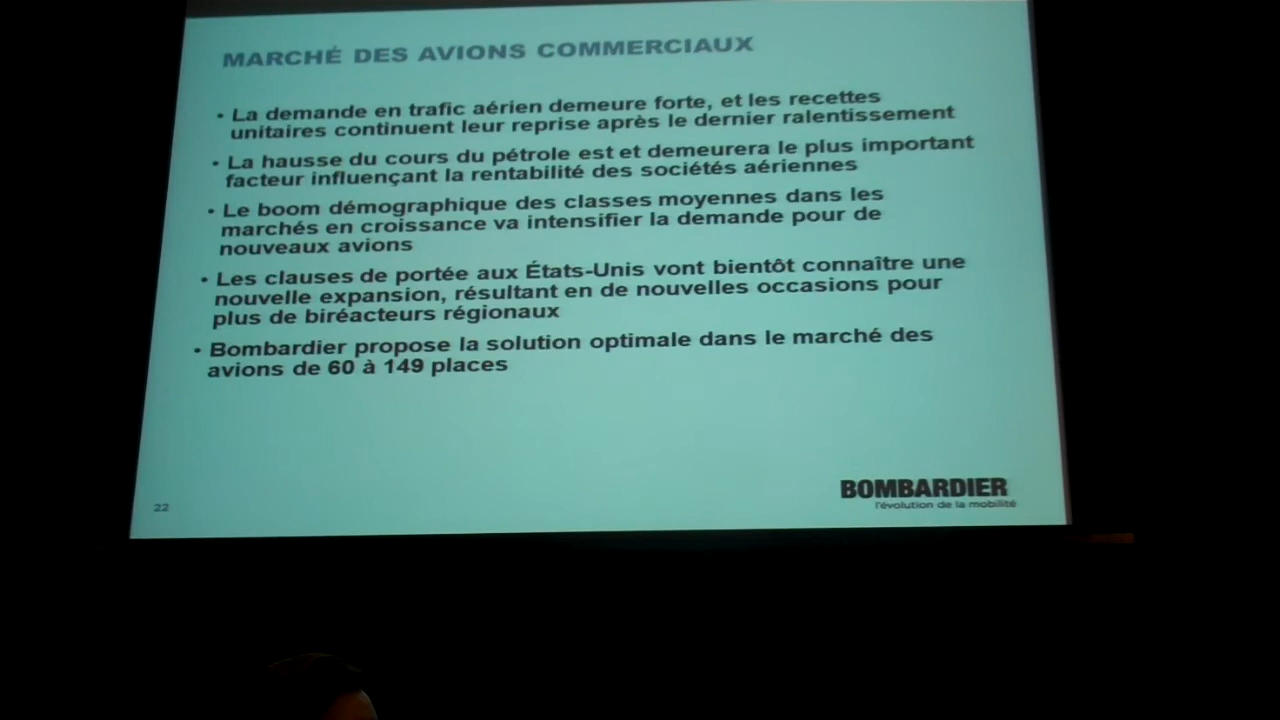 MARCHÉ DES AVIONS COMMERCIAUX
• La demande en trafic aérien demeure forte, et les recettes
unitaires continuent leur reprise après le dernier ralentissement
• La hausse du cours du pétrole est et demeurera le plus important
facteur influençant la rentabilité des sociétés aériennes
• Le boom démographique des classes moyennes dans les
marchés en croissance va intensifier la demande pour de
nouveaux avions
• Les clauses de portée aux États-Unis vont bientôt connaître une
nouvelle expansion, résultant en de nouvelles occasions pour
plus de biréacteurs régionaux
• Bombardier propose la solution optimale dans le marché des
avions de 60 à 149 places
BOMBARDIER
l'évolution de la mobilité
22